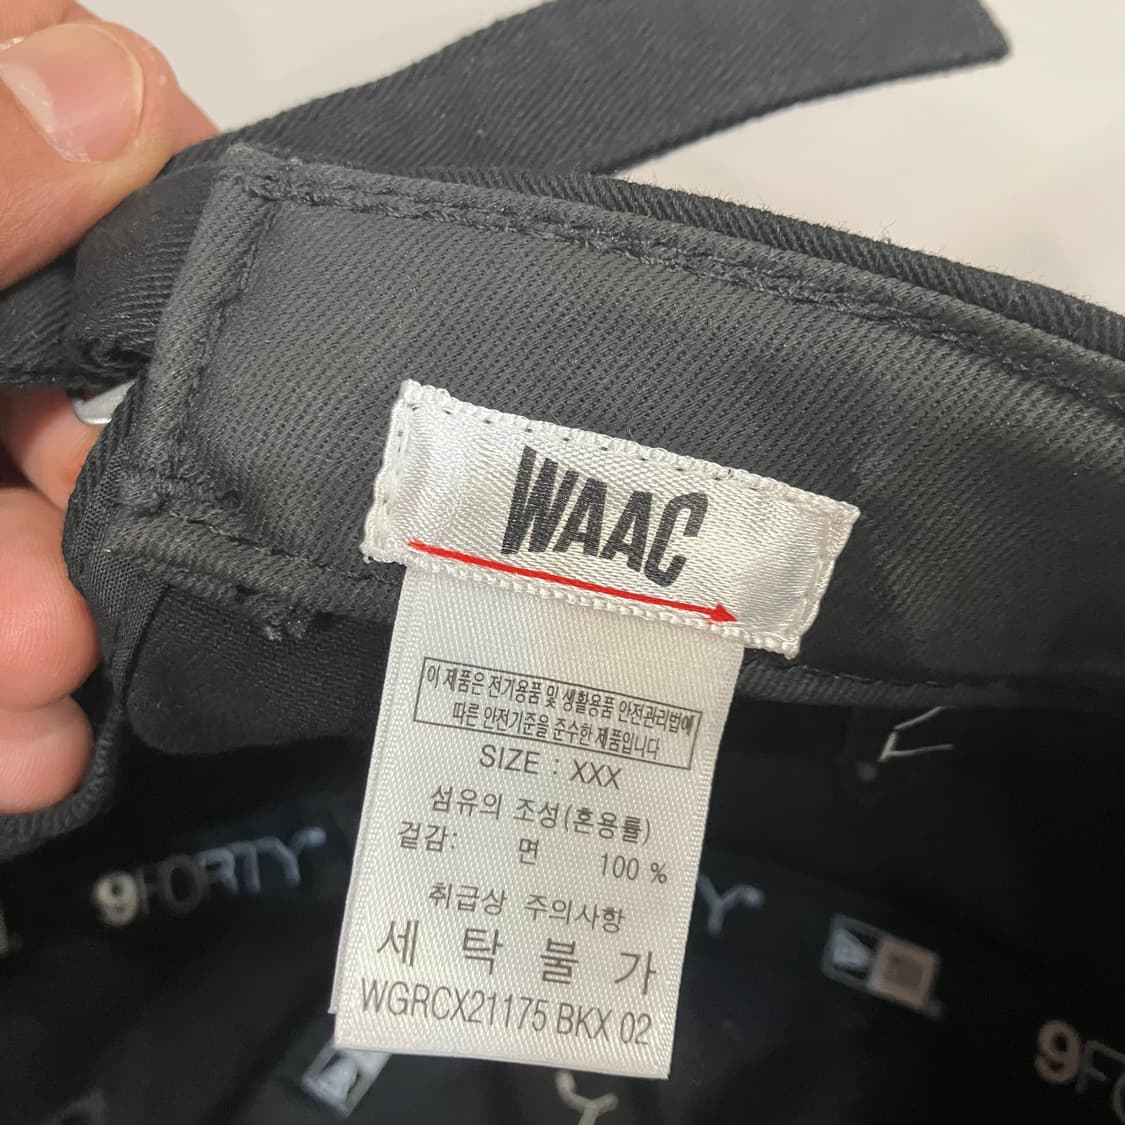 WAAC
이 제품은 전기용품 및 생활용품 안전관리법에
따른 안전기준을 준수한 제품입니다
SIZE : XXX
섬유의 조성(혼용률)
겉감: 면 100 %
취급상 주의사항
세 탁 불 가
WGRCX21175 BKX 02
9FORTY
Y
9F